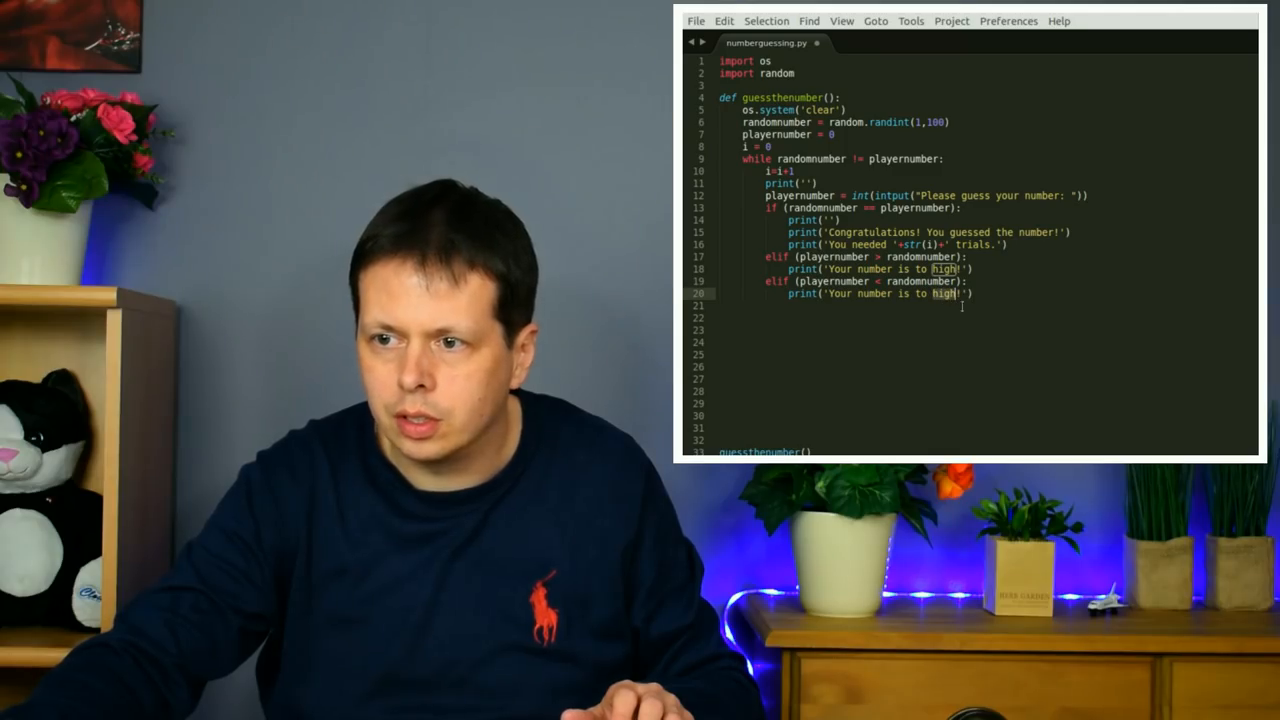 File Edit Selection Find View Goto Tools Project Preferences Help
numberguessing.py
1 import os
2 import random
3
4 def guessthenumber():
5 os.system('clear')
6 randomnumber = random.randint(1,100)
7 playernumber = 0
8 i = 0
9 while randomnumber != playernumber:
10 i=i+1
11 print('')
12 playernumber = int(intput("Please guess your number: "))
13 if (randomnumber == playernumber):
14 print('')
15 print('Congratulations! You guessed the number!')
16 print('You needed '+str(i)+' trials.')
17 elif (playernumber > randomnumber):
18 print('Your number is to high!')
19 elif (playernumber < randomnumber):
20 print('Your number is to high!')
21
22
23
24
25
26
27
28
29
30
31
32
33 guessthenumber()
HERB GARDEN